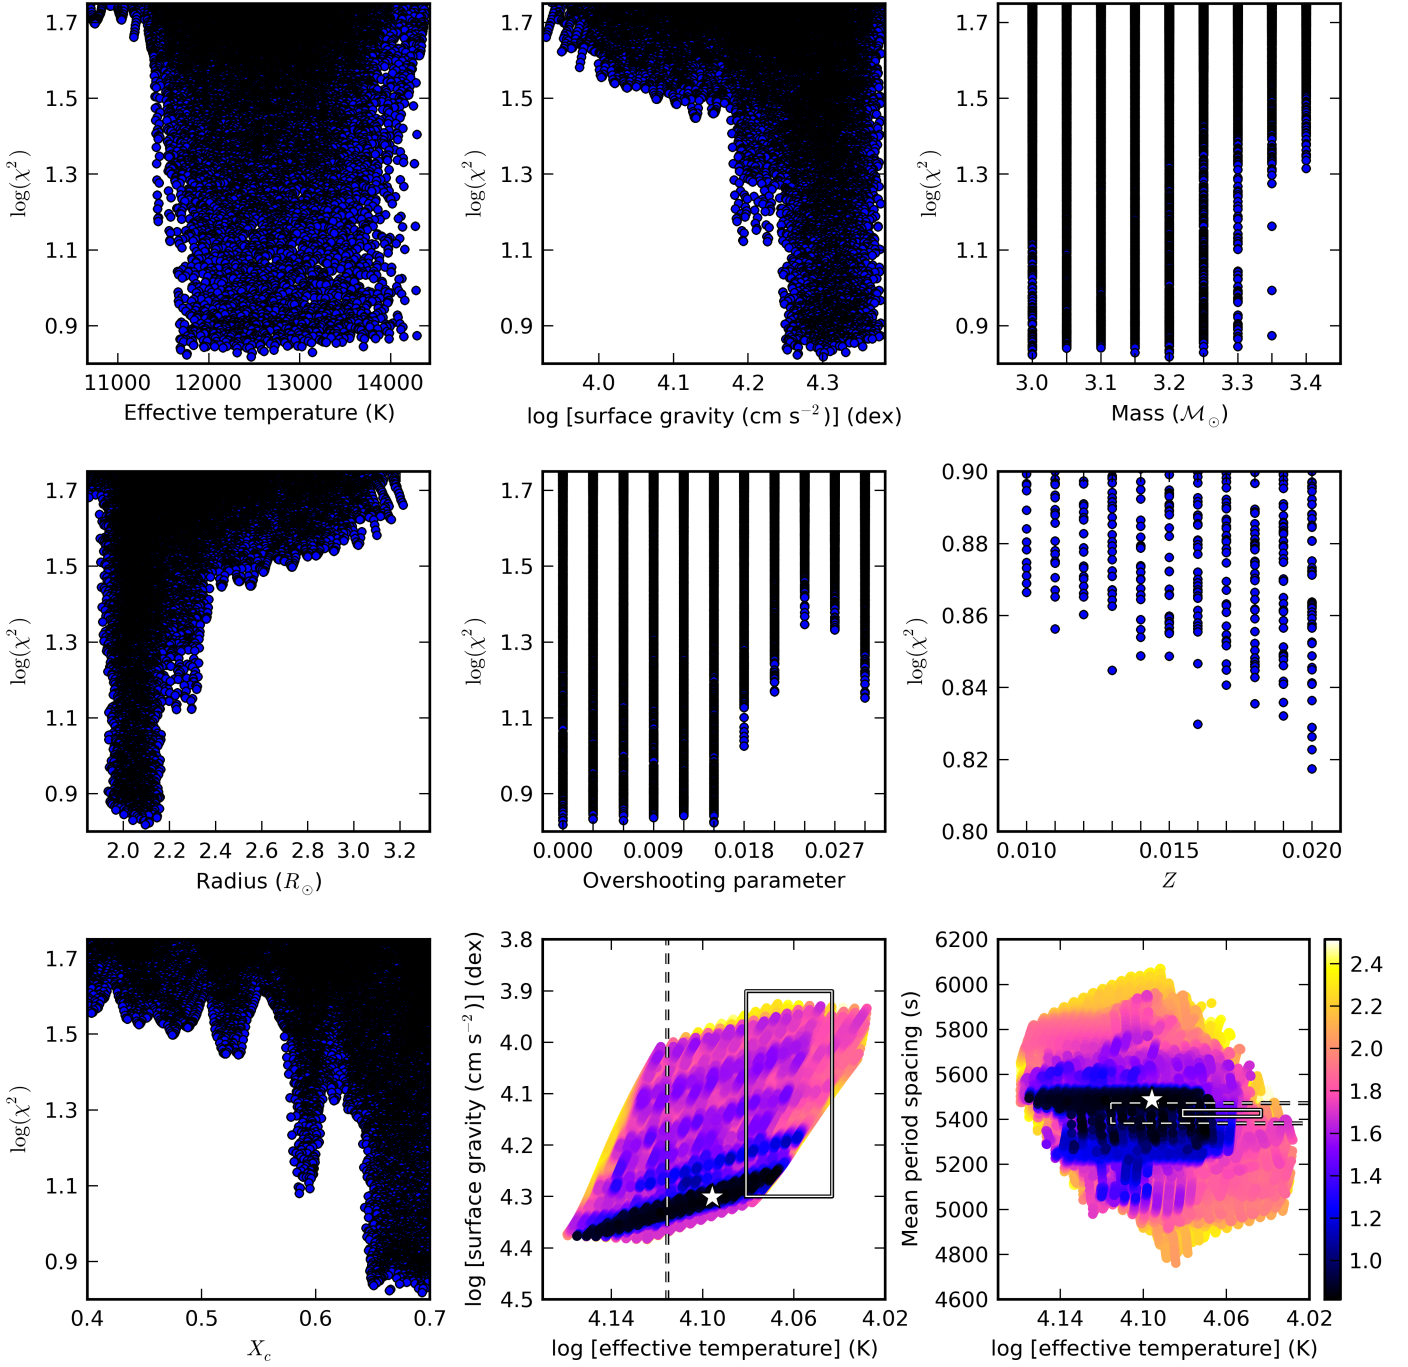 1.7
1.5
1.3
1.1
0.9
log(χ²)
11000 12000 13000 14000
Effective temperature (K)
1.7
1.5
1.3
1.1
0.9
log(χ²)
4.0 4.1 4.2 4.3
log [surface gravity (cm s⁻²)] (dex)
1.7
1.5
1.3
1.1
0.9
log(χ²)
3.0 3.1 3.2 3.3 3.4
Mass (ℳ☉)
1.7
1.5
1.3
1.1
0.9
log(χ²)
2.0 2.2 2.4 2.6 2.8 3.0 3.2
Radius (R☉)
1.7
1.5
1.3
1.1
0.9
log(χ²)
0.000 0.009 0.018 0.027
Overshooting parameter
0.90
0.88
0.86
0.84
0.82
0.80
log(χ²)
0.010 0.015 0.020
Z
1.7
1.5
1.3
1.1
0.9
log(χ²)
0.4 0.5 0.6 0.7
X_c
3.8
3.9
4.0
4.1
4.2
4.3
4.4
4.5
log [surface gravity (cm s⁻²)] (dex)
4.14 4.10 4.06 4.02
log [effective temperature] (K)
6200
6000
5800
5600
5400
5200
5000
4800
4600
Mean period spacing (s)
4.14 4.10 4.06 4.02
log [effective temperature] (K)
2.4
2.2
2.0
1.8
1.6
1.4
1.2
1.0